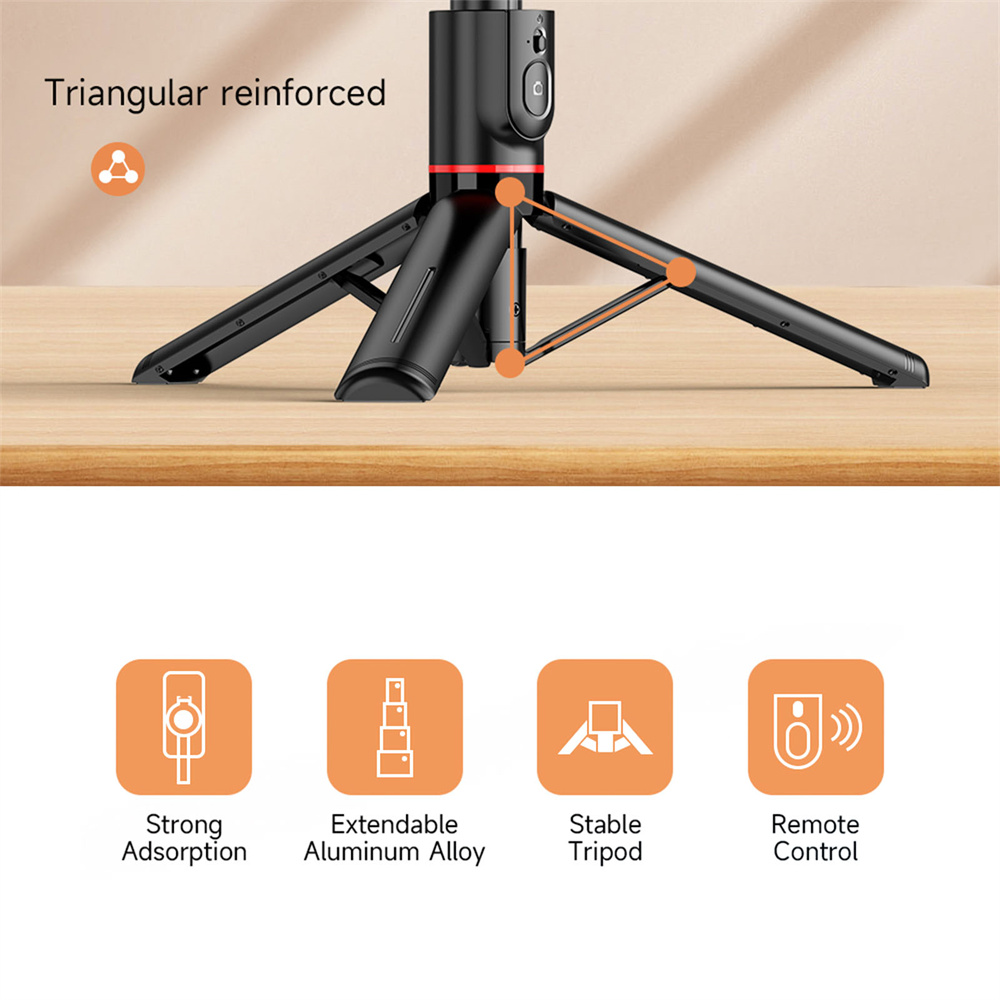 Triangular reinforced
Strong
Adsorption
Extendable
Aluminum Alloy
Stable
Tripod
Remote
Control